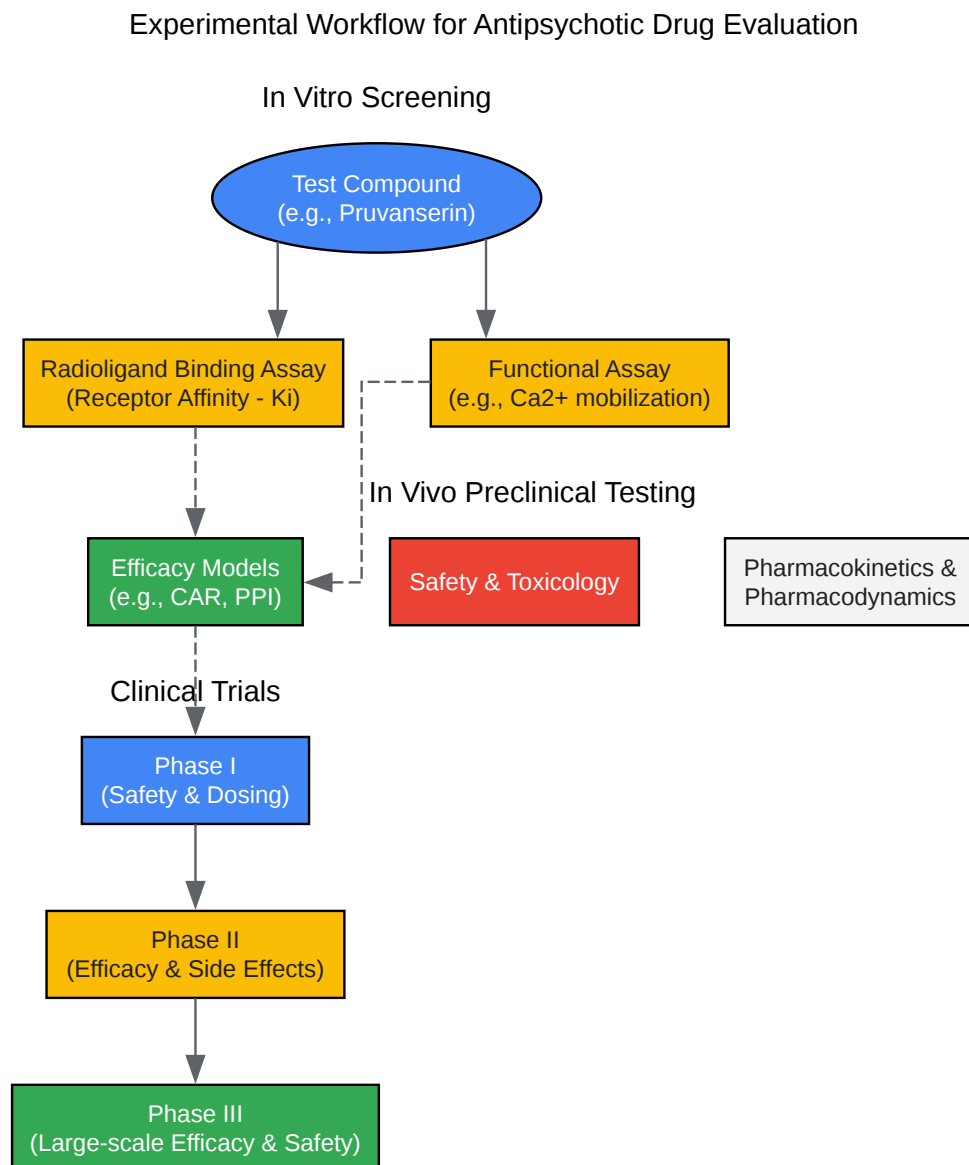 Experimental Workflow for Antipsychotic Drug Evaluation
In Vitro Screening
Test Compound
(e.g., Pruvanserin)
Radioligand Binding Assay
(Receptor Affinity - Ki)
Functional Assay
(e.g., Ca2+ mobilization)
In Vivo Preclinical Testing
Efficacy Models
(e.g., CAR, PPI)
Safety & Toxicology
Pharmacokinetics &
Pharmacodynamics
Clinical Trials
Phase I
(Safety & Dosing)
Phase II
(Efficacy & Side Effects)
Phase III
(Large-scale Efficacy & Safety)